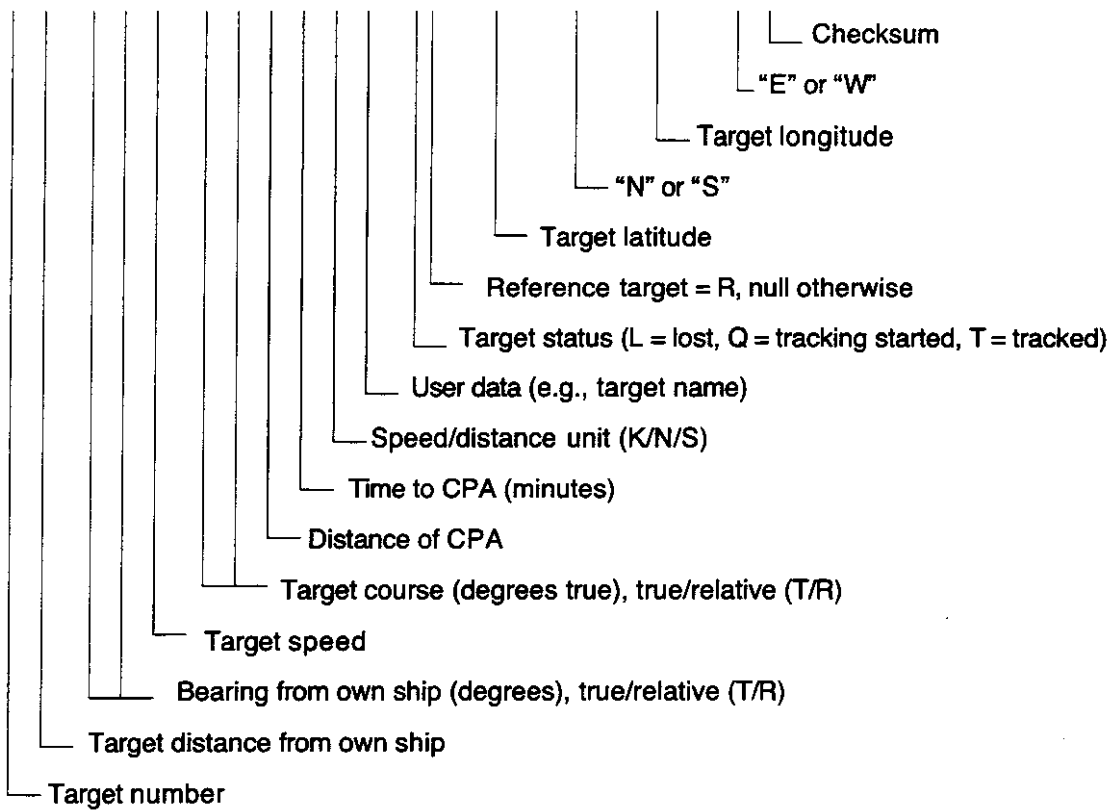 Checksum
“E” or “W”
Target longitude
“N” or “S”
Target latitude
Reference target = R, null otherwise
Target status (L = lost, Q = tracking started, T = tracked)
User data (e.g., target name)
Speed/distance unit (K/N/S)
Time to CPA (minutes)
Distance of CPA
Target course (degrees true), true/relative (T/R)
Target speed
Bearing from own ship (degrees), true/relative (T/R)
Target distance from own ship
Target number